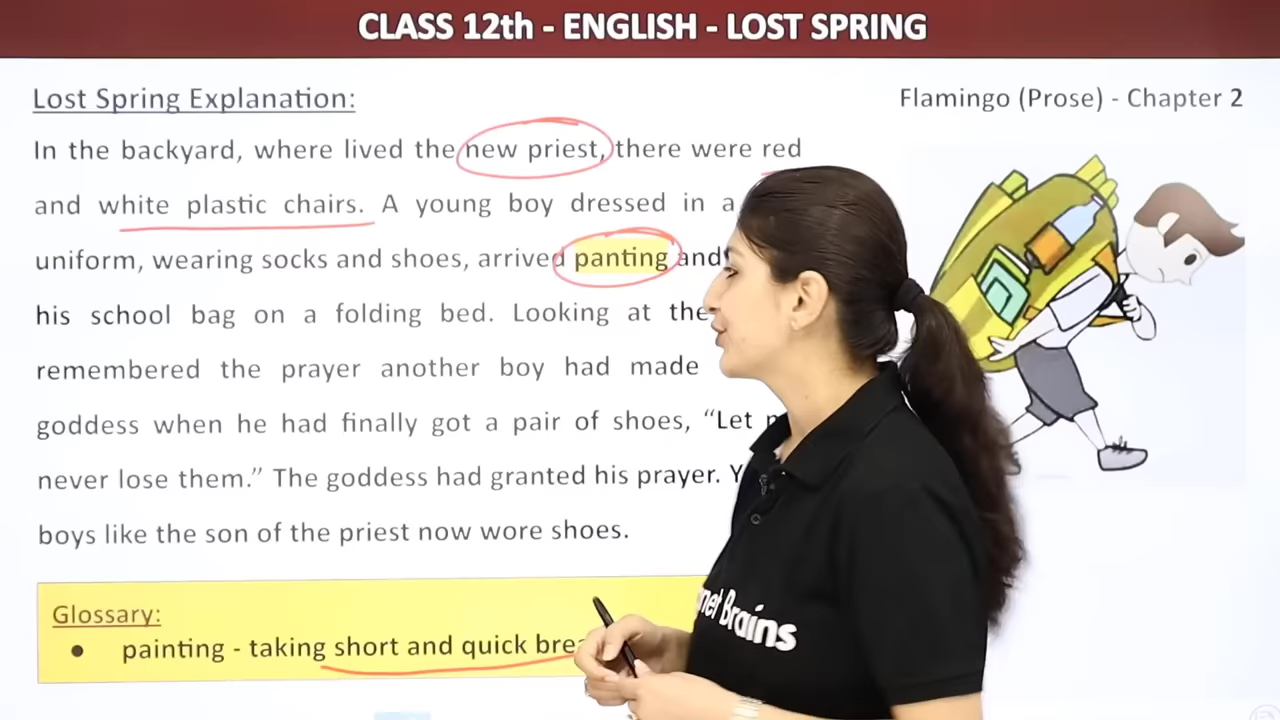 CLASS 12th - ENGLISH - LOST SPRING
Lost Spring Explanation:
Flamingo (Prose) - Chapter 2
In the backyard, where lived the new priest, there were red
and white plastic chairs. A young boy dressed in a
uniform, wearing socks and shoes, arrived panting and
his school bag on a folding bed. Looking at the
remembered the prayer another boy had made
goddess when he had finally got a pair of shoes, “Let
never lose them.” The goddess had granted his prayer.
boys like the son of the priest now wore shoes.
Glossary:
• painting - taking short and quick
Brains